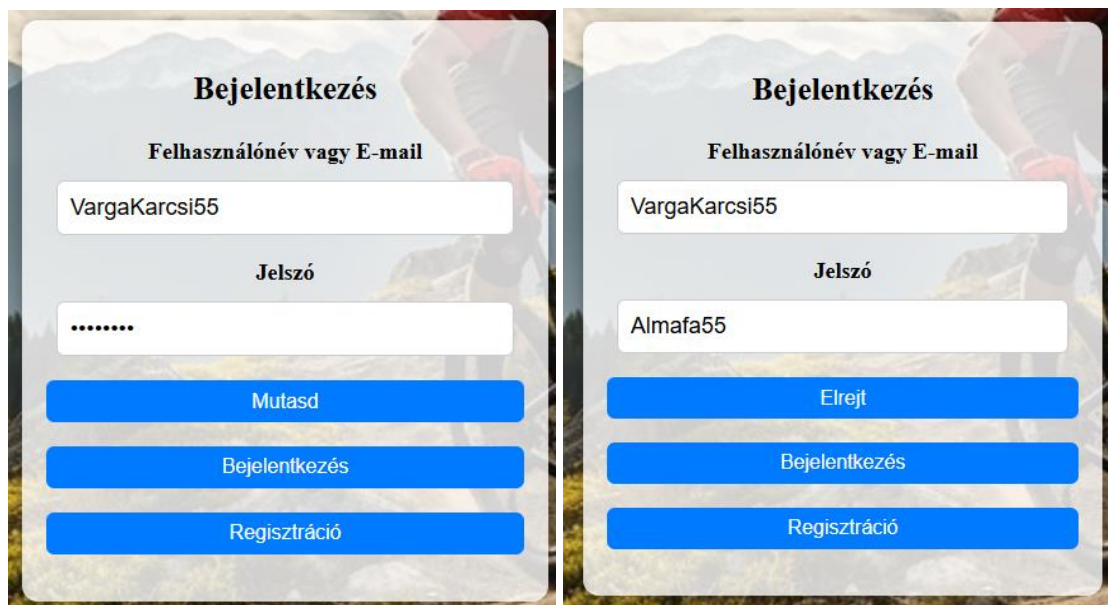 Bejelentkezés
Felhasználónév vagy E-mail
VargaKarcsi55
Jelszó
••••••••
Mutasd
Bejelentkezés
Regisztráció
Bejelentkezés
Felhasználónév vagy E-mail
VargaKarcsi55
Jelszó
Almafa55
Elrejt
Bejelentkezés
Regisztráció